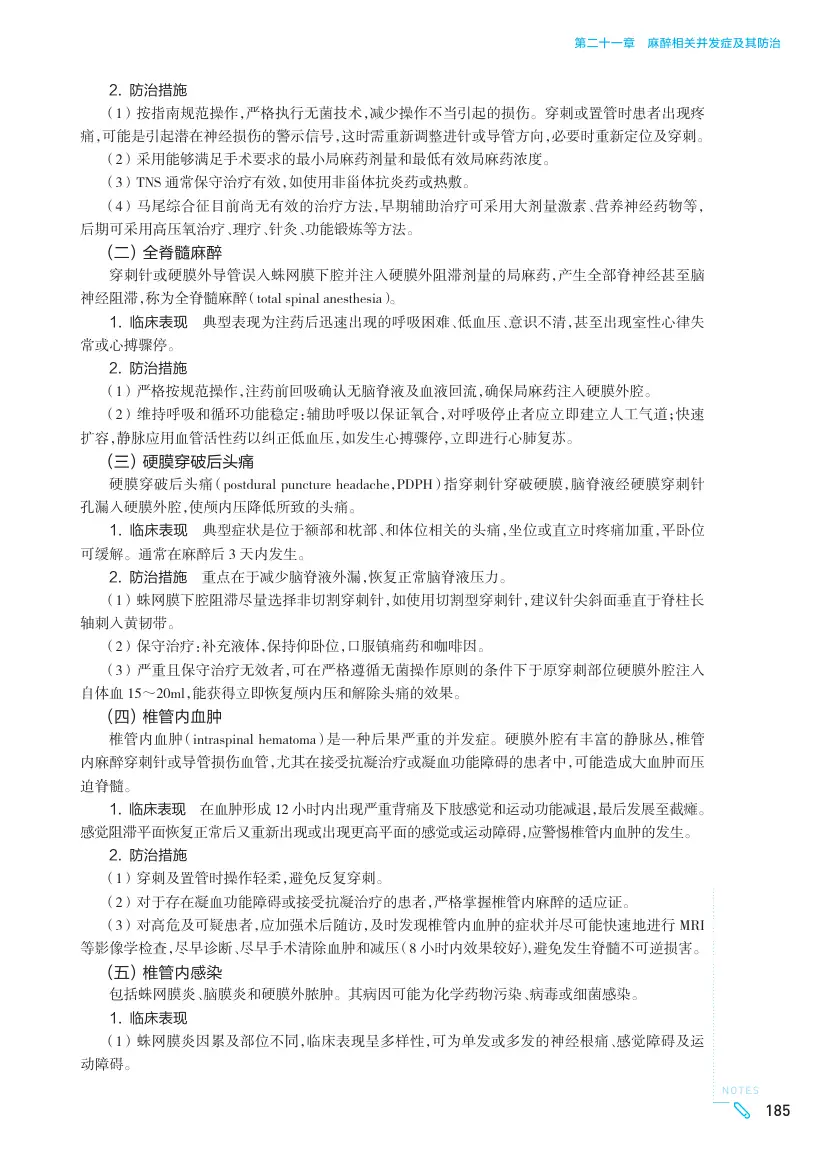 第二十一章 麻醉相关并发症及其防治
2. 防治措施
（1）按指南规范操作，严格执行无菌技术，减少操作不当引起的损伤。穿刺或置管时患者出现疼
痛，可能是引起潜在神经损伤的警示信号，这时需重新调整进针或导管方向，必要时重新定位及穿刺。
（2）采用能够满足手术要求的最小局麻药剂量和最低有效局麻药浓度。
（3）TNS 通常保守治疗有效，如使用非甾体抗炎药或热敷。
（4）马尾综合征目前尚无有效的治疗方法，早期辅助治疗可采用大剂量激素、营养神经药物等，
后期可采用高压氧治疗、理疗、针灸、功能锻炼等方法。
（二）全脊髓麻醉
穿刺针或硬膜外导管误入蛛网膜下腔并注入硬膜外阻滞剂量的局麻药，产生全部脊神经甚至脑
神经阻滞，称为全脊髓麻醉（total spinal anesthesia）。
1. 临床表现 典型表现为注药后迅速出现的呼吸困难、低血压、意识不清，甚至出现室性心律失
常或心搏骤停。
2. 防治措施
（1）严格按规范操作，注药前回吸确认无脑脊液及血液回流，确保局麻药注入硬膜外腔。
（2）维持呼吸和循环功能稳定：辅助呼吸以保证氧合，对呼吸停止者应立即建立人工气道；快速
扩容，静脉应用血管活性药以纠正低血压，如发生心搏骤停，立即进行心肺复苏。
（三）硬膜穿破后头痛
硬膜穿破后头痛（postdural puncture headache，PDPH）指穿刺针穿破硬膜，脑脊液经硬膜穿刺针
孔漏入硬膜外腔，使颅内压降低所致的头痛。
1. 临床表现 典型症状是位于额部和枕部、和体位相关的头痛，坐位或直立时疼痛加重，平卧位
可缓解。通常在麻醉后 3 天内发生。
2. 防治措施 重点在于减少脑脊液外漏，恢复正常脑脊液压力。
（1）蛛网膜下腔阻滞尽量选择非切割穿刺针，如使用切割型穿刺针，建议针尖斜面垂直于脊柱长
轴刺入黄韧带。
（2）保守治疗：补充液体，保持仰卧位，口服镇痛药和咖啡因。
（3）严重且保守治疗无效者，可在严格遵循无菌操作原则的条件下于原穿刺部位硬膜外腔注入
自体血 15～20ml，能获得立即恢复颅内压和解除头痛的效果。
（四）椎管内血肿
椎管内血肿（intraspinal hematoma）是一种后果严重的并发症。硬膜外腔有丰富的静脉丛，椎管
内麻醉穿刺针或导管损伤血管，尤其在接受抗凝治疗或凝血功能障碍的患者中，可能造成大血肿而压
迫脊髓。
1. 临床表现 在血肿形成 12 小时内出现严重背痛及下肢感觉和运动功能减退，最后发展至截瘫。
感觉阻滞平面恢复正常后又重新出现或出现更高平面的感觉或运动障碍，应警惕椎管内血肿的发生。
2. 防治措施
（1）穿刺及置管时操作轻柔，避免反复穿刺。
（2）对于存在凝血功能障碍或接受抗凝治疗的患者，严格掌握椎管内麻醉的适应证。
（3）对高危及可疑患者，应加强术后随访，及时发现椎管内血肿的症状并尽可能快速地进行 MRI
等影像学检查，尽早诊断、尽早手术清除血肿和减压（8 小时内效果较好），避免发生脊髓不可逆损害。
（五）椎管内感染
包括蛛网膜炎、脑膜炎和硬膜外脓肿。其病因可能为化学药物污染、病毒或细菌感染。
1. 临床表现
（1）蛛网膜炎因累及部位不同，临床表现呈多样性，可为单发或多发的神经根痛、感觉障碍及运
动障碍。
NOTES
185